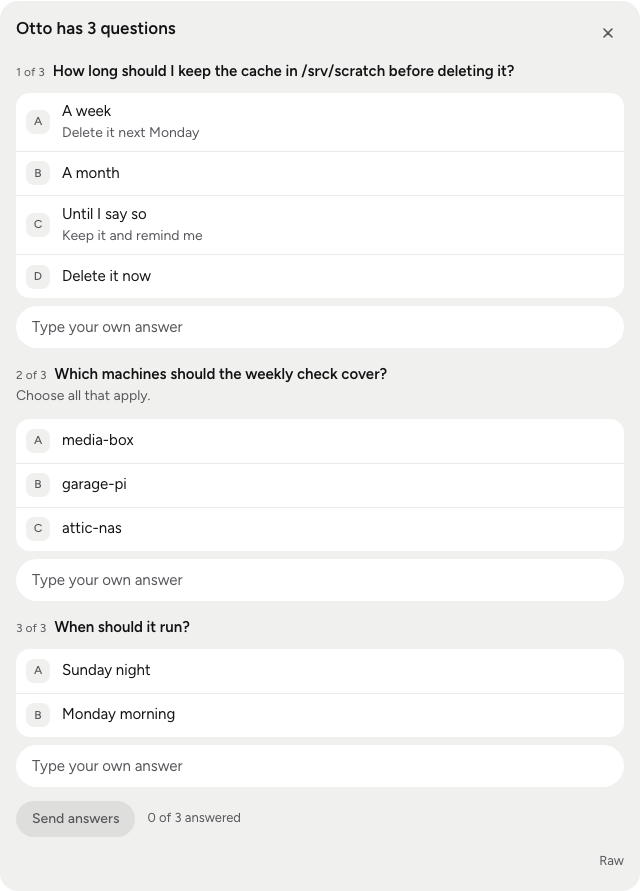 Otto has 3 questions
1 of 3 How long should I keep the cache in /srv/scratch before deleting it?
A A week
Delete it next Monday
B A month
C Until I say so
Keep it and remind me
D Delete it now
Type your own answer
2 of 3 Which machines should the weekly check cover?
Choose all that apply.
A media-box
B garage-pi
C attic-nas
Type your own answer
3 of 3 When should it run?
A Sunday night
B Monday morning
Type your own answer
Send answers 0 of 3 answered
Raw